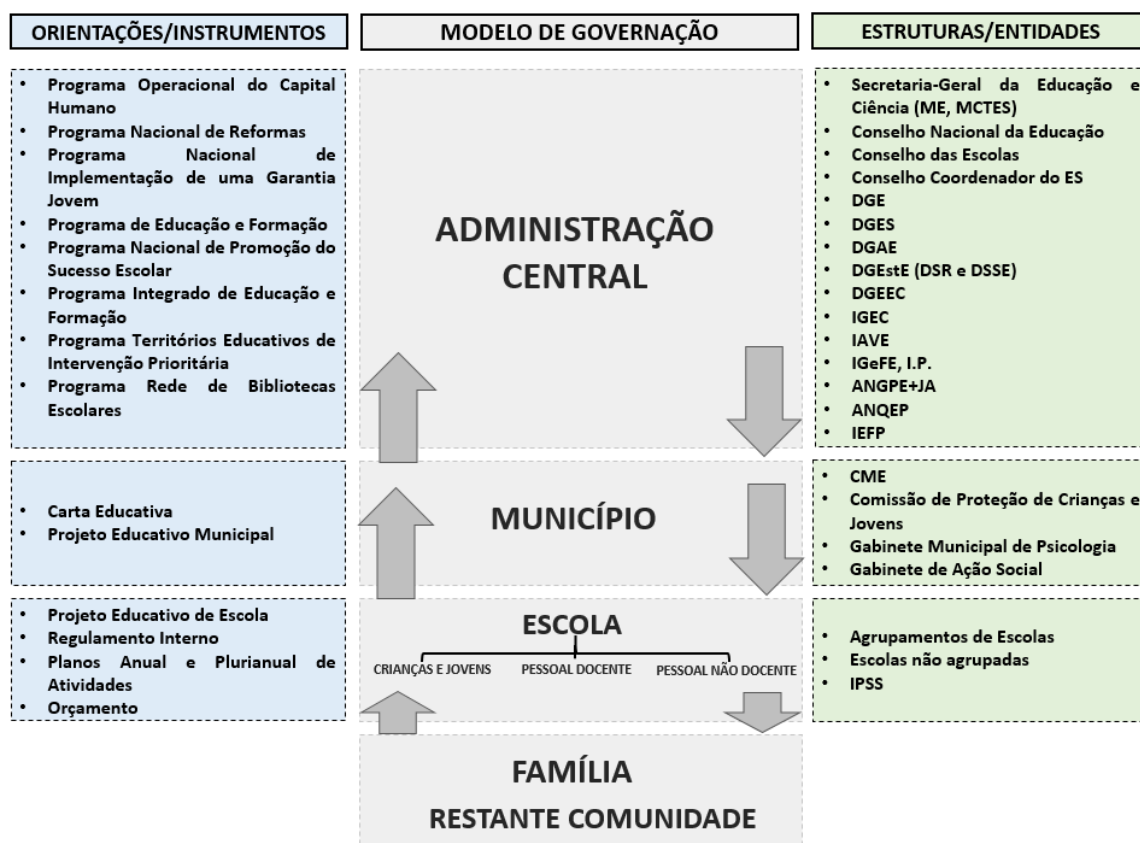 ORIENTAÇÕES/INSTRUMENTOS
• Programa Operacional do Capital
Humano
• Programa Nacional de Reformas
• Programa Nacional de
Implementação de uma Garantia
Jovem
• Programa de Educação e Formação
• Programa Nacional de Promoção do
Sucesso Escolar
• Programa Integrado de Educação e
Formação
• Programa Territórios Educativos de
Intervenção Prioritária
• Programa Rede de Bibliotecas
Escolares
• Carta Educativa
• Projeto Educativo Municipal
• Projeto Educativo de Escola
• Regulamento Interno
• Planos Anual e Plurianual de
Atividades
• Orçamento
MODELO DE GOVERNAÇÃO
ADMINISTRAÇÃO
CENTRAL
MUNICÍPIO
ESCOLA
CRIANÇAS E JOVENS PESSOAL DOCENTE PESSOAL NÃO DOCENTE
FAMÍLIA
RESTANTE COMUNIDADE
ESTRUTURAS/ENTIDADES
• Secretaria-Geral da Educação e
Ciência (ME, MCTES)
• Conselho Nacional da Educação
• Conselho das Escolas
• Conselho Coordenador do ES
• DGE
• DGES
• DGAE
• DGEstE (DSR e DSSE)
• DGEEC
• IGEC
• IAVE
• IGeFE, I.P.
• ANGPE+JA
• ANQEP
• IEFP
• CME
• Comissão de Proteção de Crianças e
Jovens
• Gabinete Municipal de Psicologia
• Gabinete de Ação Social
• Agrupamentos de Escolas
• Escolas não agrupadas
• IPSS